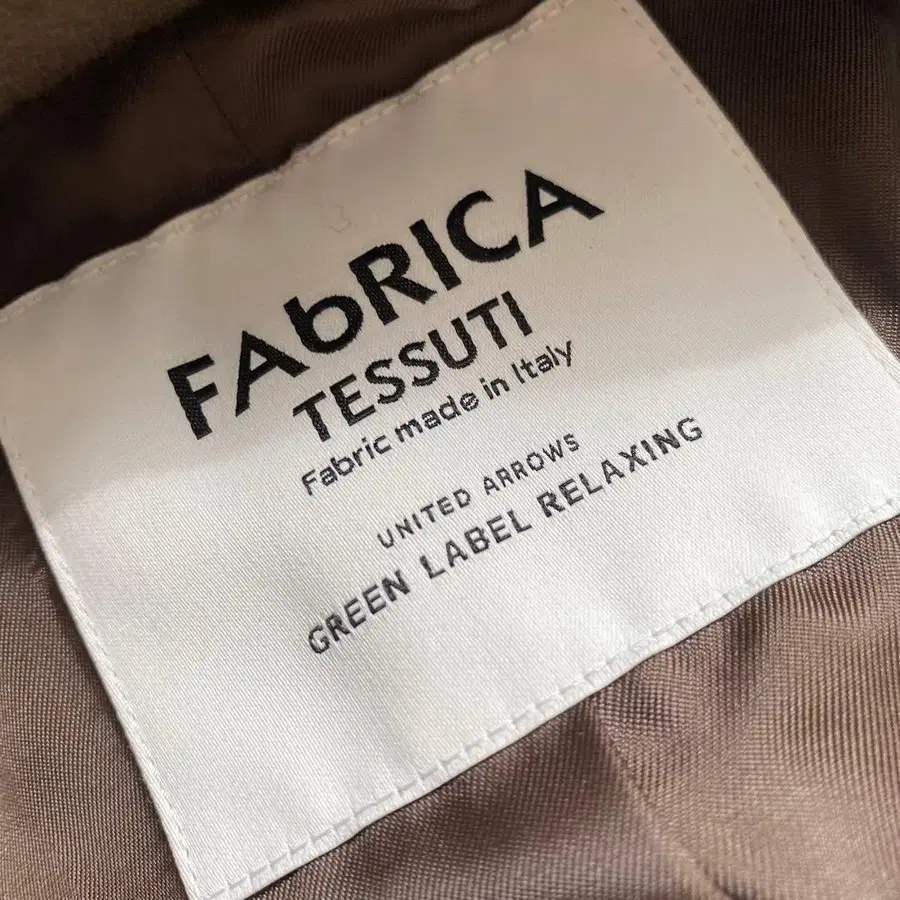 FAbRICA
TESSUTI
Fabric made in Italy
UNITED ARROWS
GREEN LABEL RELAXING